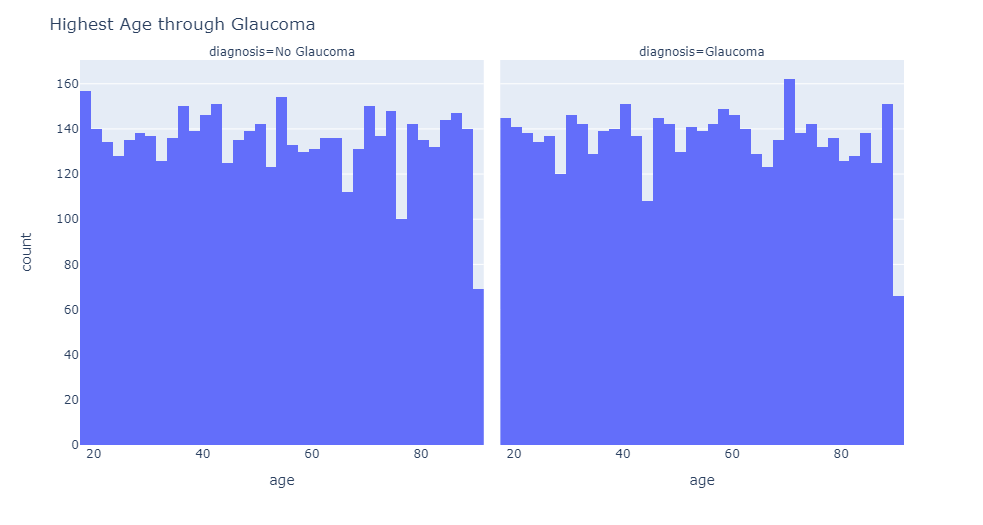 Highest Age through Glaucoma
diagnosis=No Glaucoma
diagnosis=Glaucoma
160
140
120
100
80
60
40
20
0
count
20 40 60 80
20 40 60 80
age
age